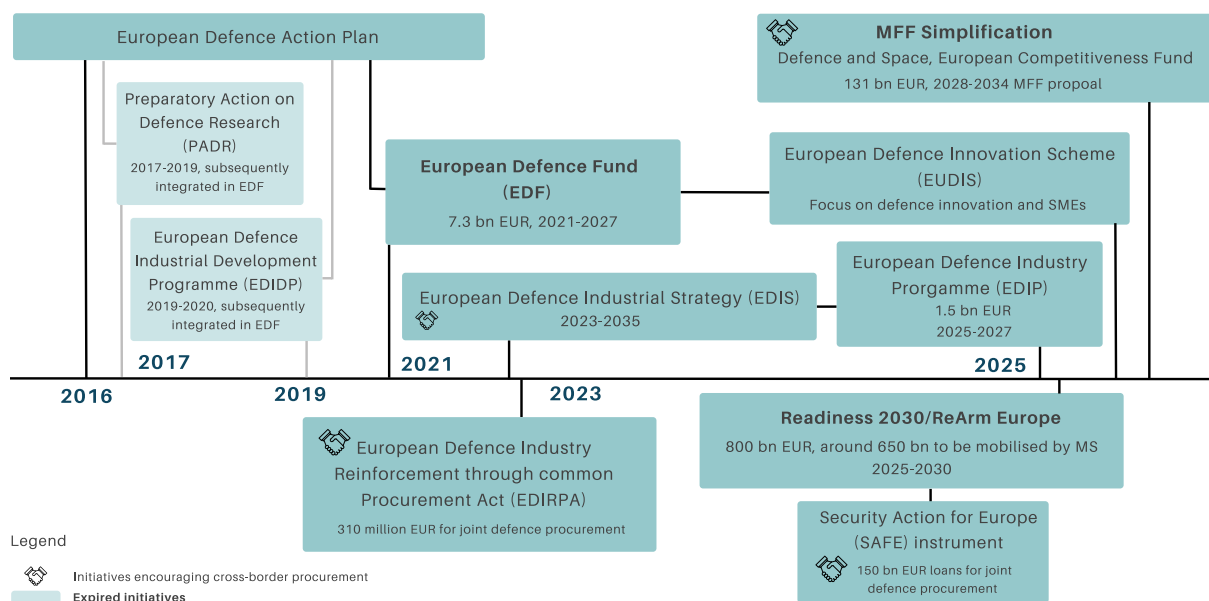 European Defence Action Plan
MFF Simplification
Defence and Space, European Competitiveness Fund
131 bn EUR, 2028-2034 MFF propoal
Preparatory Action on
Defence Research
(PADR)
2017-2019, subsequently
integrated in EDF
European Defence Fund
(EDF)
7.3 bn EUR, 2021-2027
European Defence Innovation Scheme
(EUDIS)
Focus on defence innovation and SMEs
European Defence
Industrial Development
Programme (EDIDP)
2019-2020, subsequently
integrated in EDF
European Defence Industrial Strategy (EDIS)
2023-2035
European Defence Industry
Prorgamme (EDIP)
1.5 bn EUR
2025-2027
2017
2021
2025
2016
2019
2023
European Defence Industry
Reinforcement through common
Procurement Act (EDIRPA)
310 million EUR for joint defence procurement
Readiness 2030/ReArm Europe
800 bn EUR, around 650 bn to be mobilised by MS
2025-2030
Security Action for Europe
(SAFE) instrument
150 bn EUR loans for joint
defence procurement
Legend
Initiatives encouraging cross-border procurement
Expired initiatives